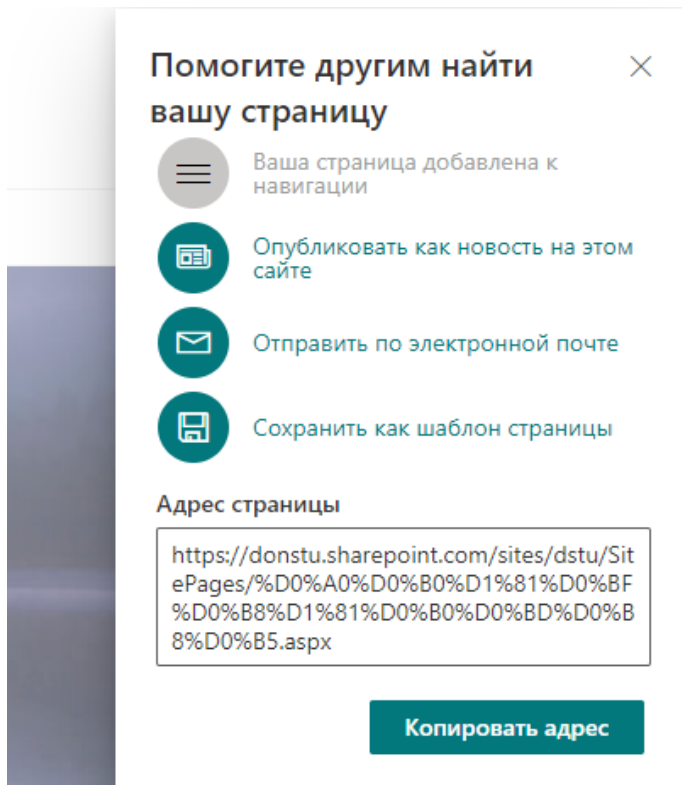 Помогите другим найти
вашу страницу
Ваша страница добавлена к
навигации
Опубликовать как новость на этом
сайте
Отправить по электронной почте
Сохранить как шаблон страницы
Адрес страницы
https://donstu.sharepoint.com/sites/dstu/Sit
ePages/%D0%A0%D0%B0%D1%81%D0%BF
%D0%B8%D1%81%D0%B0%D0%BD%D0%B
8%D0%B5.aspx
Копировать адрес